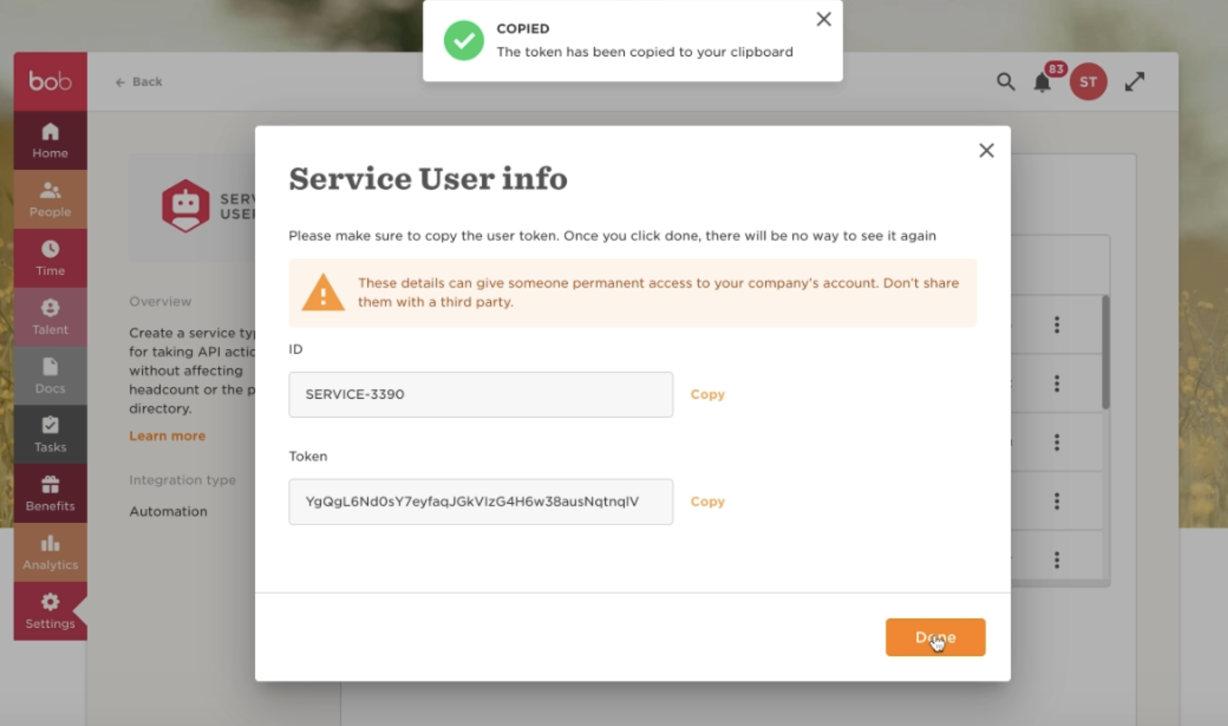 COPIED
The token has been copied to your clipboard
bob
Back
83
ST
Home
People
Time
Talent
Docs
Tasks
Benefits
Analytics
Settings
Overview
Create a service
for taking API
without affecting
headcount or the
directory.
Learn more
Integration type
Automation
Service User info
Please make sure to copy the user token. Once you click done, there will be no way to see it again
These details can give someone permanent access to your company's account. Don't share
them with a third party.
ID
SERVICE-3390
Copy
Token
YgQgL6Nd0sY7eyfaqJGkVIzG4H6w38ausNqtnqlV
Copy
Done